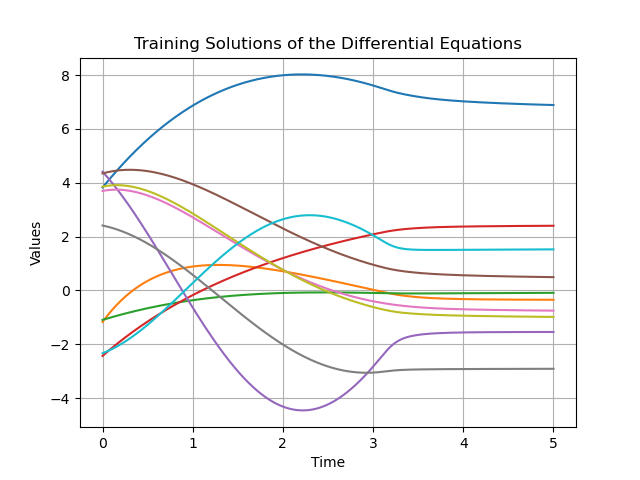 Training Solutions of the Differential Equations
8
6
4
2
0
−2
−4
Values
0 1 2 3 4 5
Time